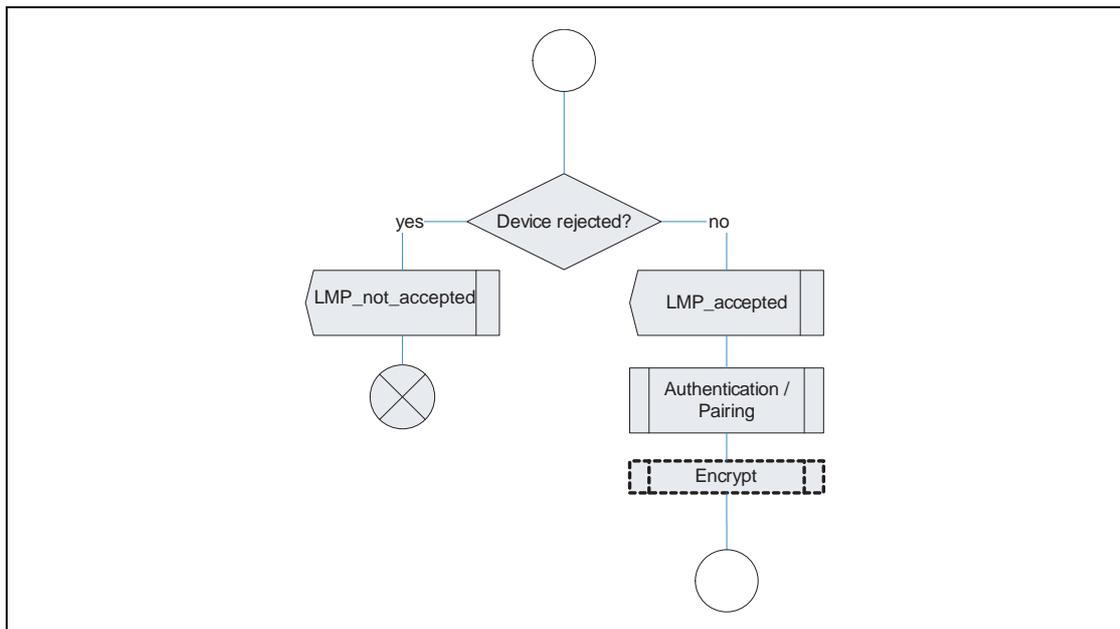 Device rejected?
yes
no
LMP_not_accepted
LMP_accepted
Authentication /
Pairing
Encrypt